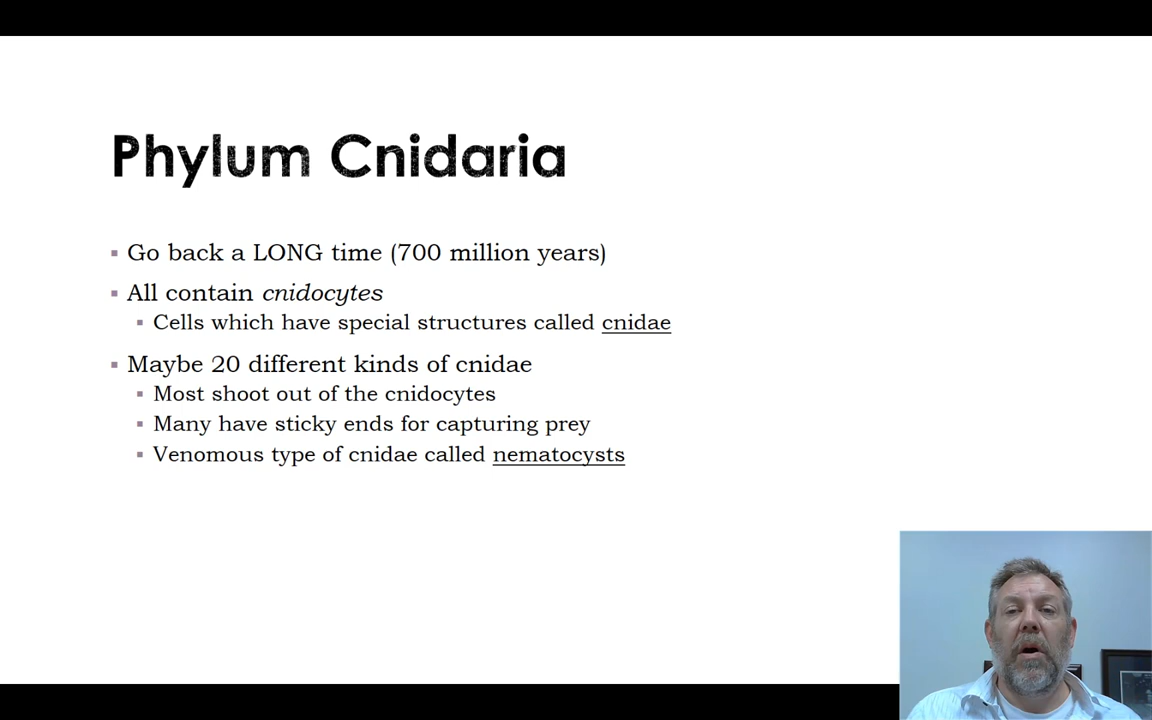 Phylum Cnidaria
▪ Go back a LONG time (700 million years)
▪ All contain cnidocytes
▪ Cells which have special structures called cnidae
▪ Maybe 20 different kinds of cnidae
▪ Most shoot out of the cnidocytes
▪ Many have sticky ends for capturing prey
▪ Venomous type of cnidae called nematocysts